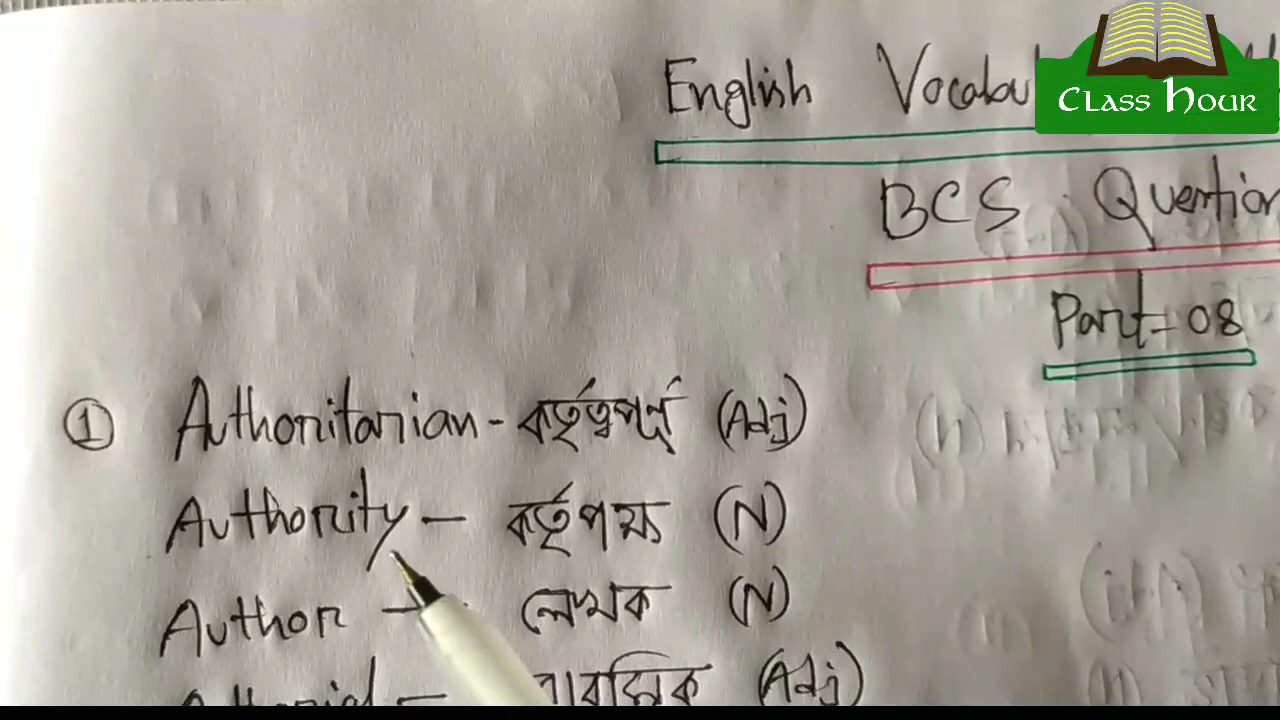 English Vocabu
CLASS HOUR
BCS Question
Part-08
① Authoritarian - কর্তৃত্বপূর্ণ (Adj)
Authority - কর্তৃপক্ষ (N)
Author - লেখক (N)
(Adj)